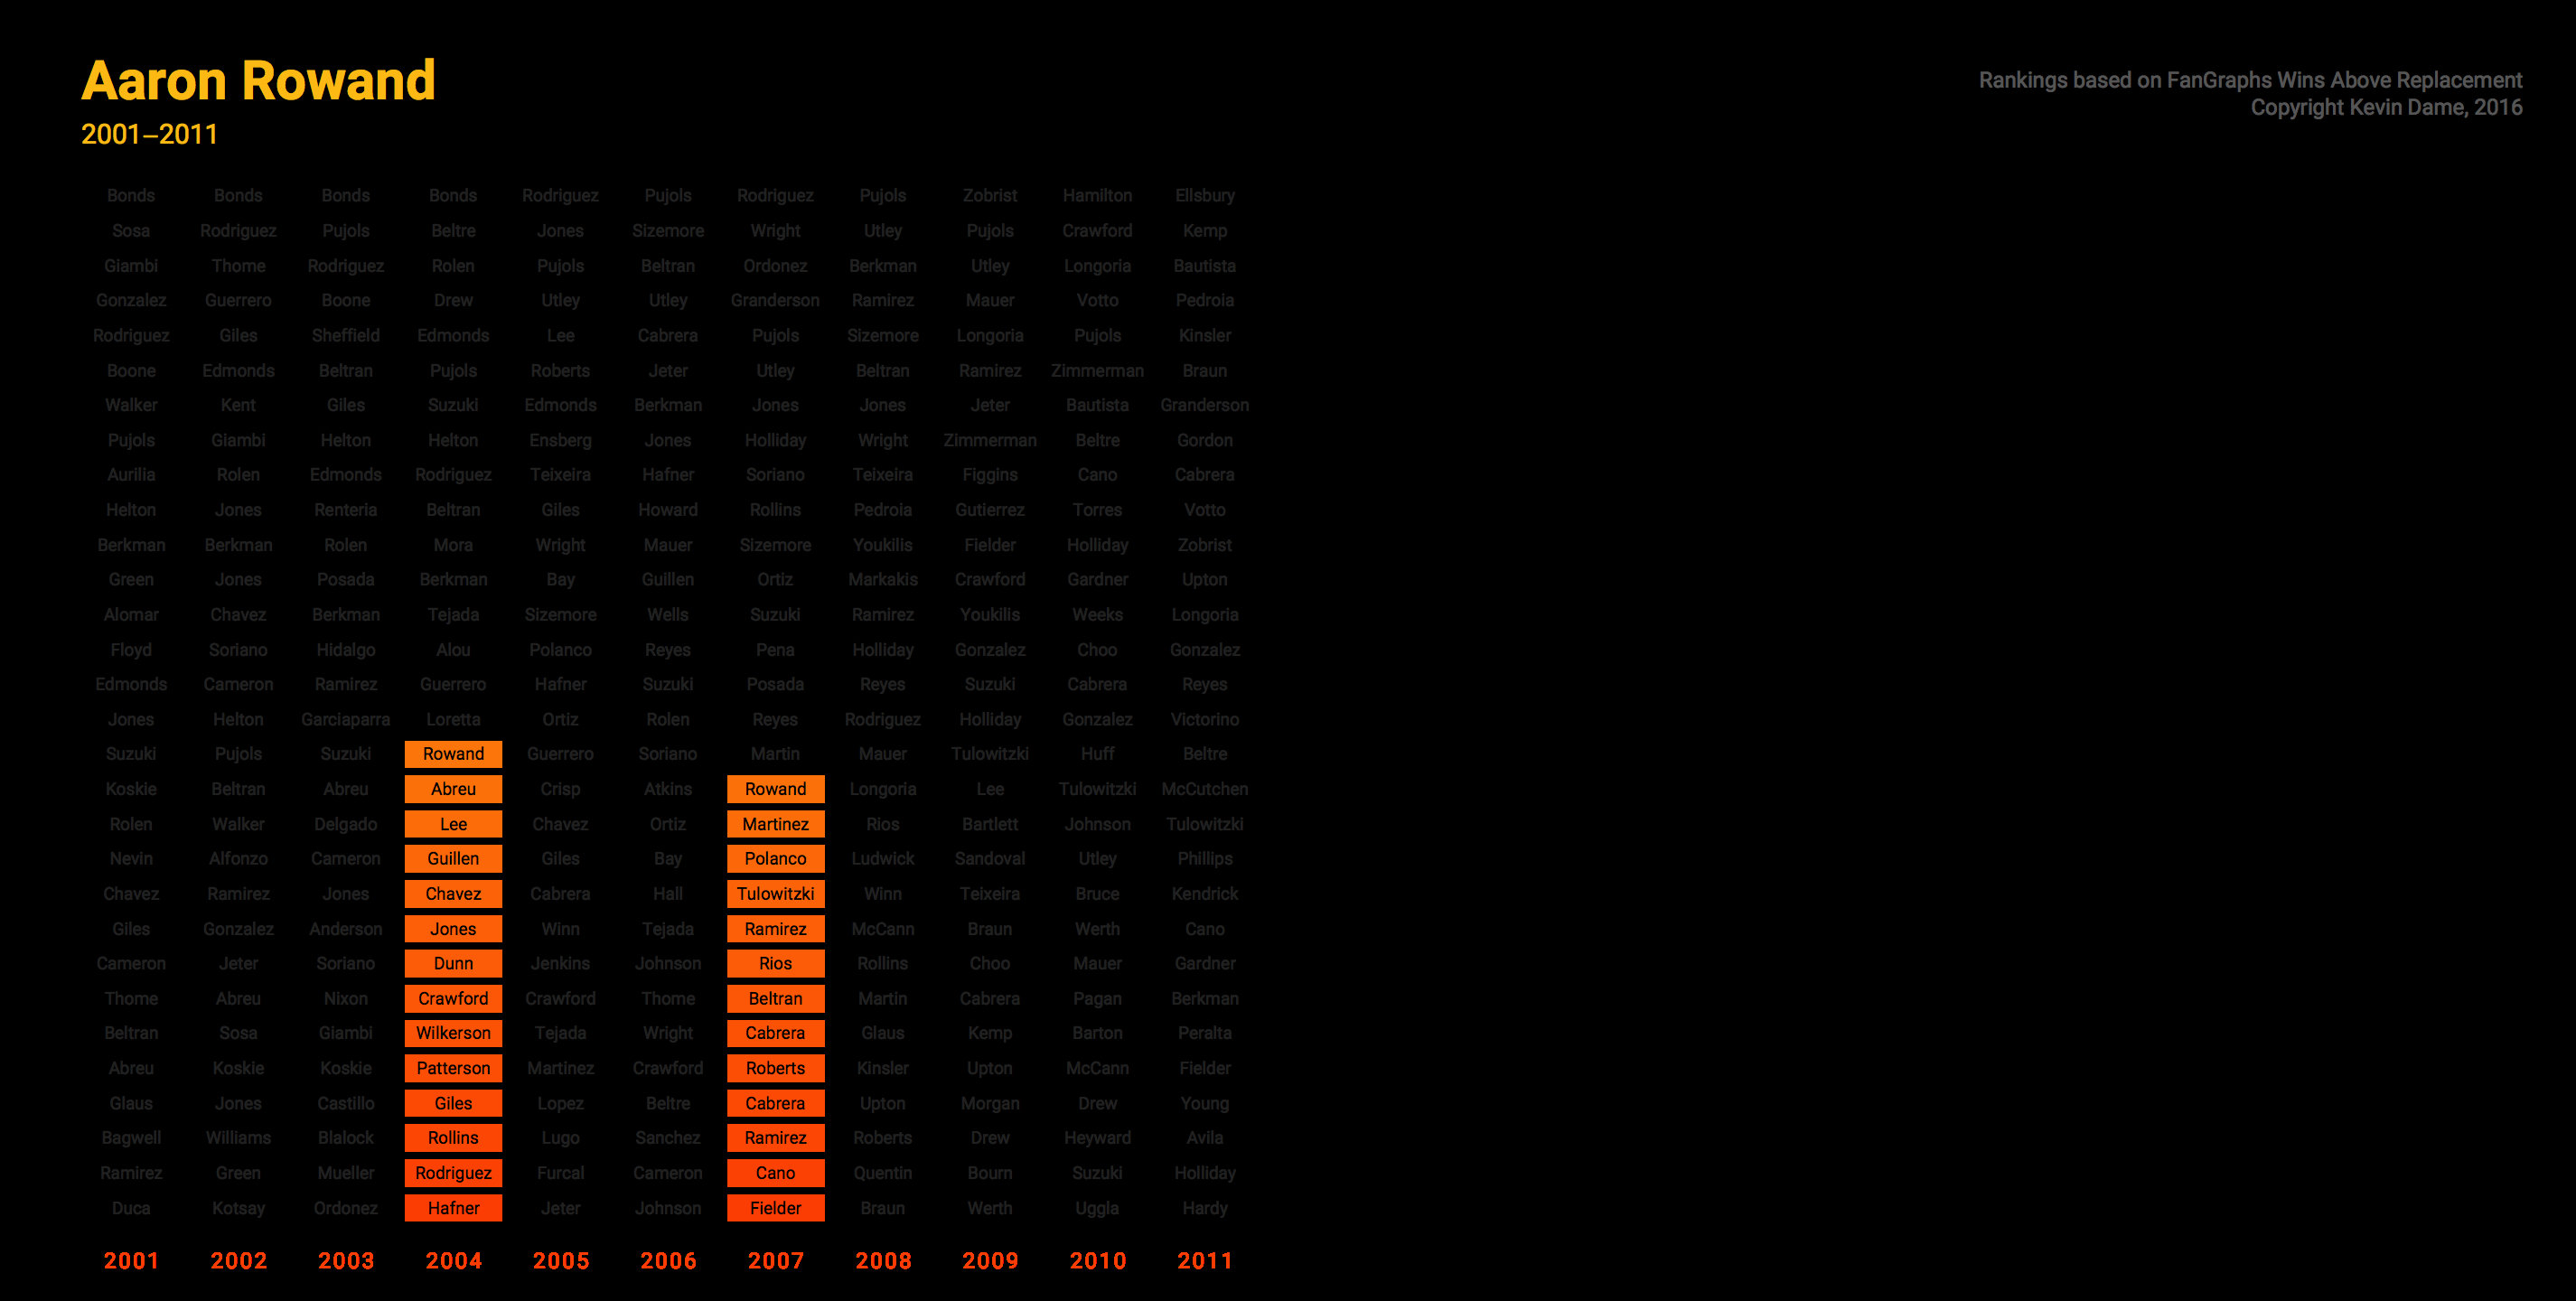 Aaron Rowand
2001–2011
Rankings based on FanGraphs Wins Above Replacement
Copyright Kevin Dame, 2016
Bonds Bonds Bonds Bonds Rodriguez Pujols Rodriguez Pujols Zobrist Hamilton Ellsbury
Sosa Rodriguez Pujols Beltre Jones Sizemore Wright Utley Pujols Crawford Kemp
Giambi Thome Rodriguez Rolen Pujols Beltran Ordonez Berkman Utley Longoria Bautista
Gonzalez Guerrero Boone Drew Utley Utley Granderson Ramirez Mauer Votto Pedroia
Rodriguez Giles Sheffield Edmonds Lee Cabrera Pujols Sizemore Longoria Pujols Kinsler
Boone Edmonds Beltran Pujols Roberts Jeter Utley Beltran Ramirez Zimmerman Braun
Walker Kent Giles Suzuki Edmonds Berkman Jones Jones Jeter Bautista Granderson
Pujols Giambi Helton Helton Ensberg Jones Holliday Wright Zimmerman Beltre Gordon
Aurilia Rolen Edmonds Rodriguez Teixeira Hafner Soriano Teixeira Figgins Cano Cabrera
Helton Jones Renteria Beltran Giles Howard Rollins Pedroia Gutierrez Torres Votto
Berkman Berkman Rolen Mora Wright Mauer Sizemore Youkilis Fielder Holliday Zobrist
Green Jones Posada Berkman Bay Guillen Ortiz Markakis Crawford Gardner Upton
Alomar Chavez Berkman Tejada Sizemore Wells Suzuki Ramirez Youkilis Weeks Longoria
Floyd Soriano Hidalgo Alou Polanco Reyes Pena Holliday Gonzalez Choo Gonzalez
Edmonds Cameron Ramirez Guerrero Hafner Suzuki Posada Reyes Suzuki Cabrera Reyes
Jones Helton Garciaparra Loretta Ortiz Rolen Reyes Rodriguez Holliday Gonzalez Victorino
Suzuki Pujols Suzuki Rowand Guerrero Soriano Martin Mauer Tulowitzki Huff Beltre
Koskie Beltran Abreu Abreu Crisp Atkins Rowand Longoria Lee Tulowitzki McCutchen
Rolen Walker Delgado Lee Chavez Ortiz Martinez Rios Bartlett Johnson Tulowitzki
Nevin Alfonzo Cameron Guillen Giles Bay Polanco Ludwick Sandoval Utley Phillips
Chavez Ramirez Jones Chavez Cabrera Hall Tulowitzki Winn Teixeira Bruce Kendrick
Giles Gonzalez Anderson Jones Winn Tejada Ramirez McCann Braun Werth Cano
Cameron Jeter Soriano Dunn Jenkins Johnson Rios Rollins Choo Mauer Gardner
Thome Abreu Nixon Crawford Crawford Thome Beltran Martin Cabrera Pagan Berkman
Beltran Sosa Giambi Wilkerson Tejada Wright Cabrera Glaus Kemp Barton Peralta
Abreu Koskie Koskie Patterson Martinez Crawford Roberts Kinsler Upton McCann Fielder
Glaus Jones Castillo Giles Lopez Beltre Cabrera Upton Morgan Drew Young
Bagwell Williams Blalock Rollins Lugo Sanchez Ramirez Roberts Drew Heyward Avila
Ramirez Green Mueller Rodriguez Furcal Cameron Cano Quentin Bourn Suzuki Holliday
Duca Kotsay Ordonez Hafner Jeter Johnson Fielder Braun Werth Uggla Hardy
2001 2002 2003 2004 2005 2006 2007 2008 2009 2010 2011